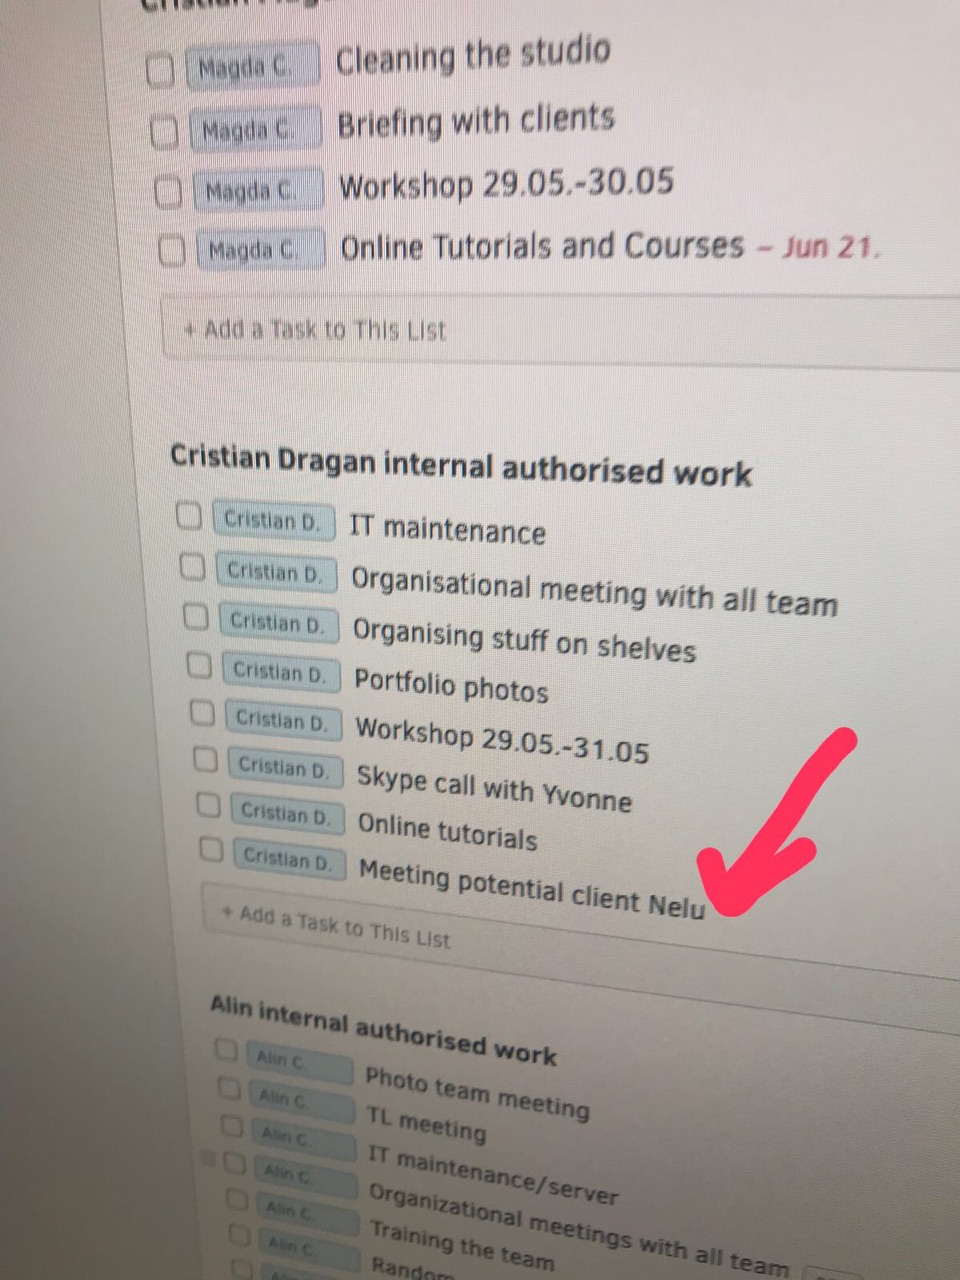 Magda C. Cleaning the studio
Magda C. Briefing with clients
Magda C. Workshop 29.05.-30.05
Magda C. Online Tutorials and Courses – Jun 21.
+ Add a Task to This List
Cristian Dragan internal authorised work
Cristian D. IT maintenance
Cristian D. Organisational meeting with all team
Cristian D. Organising stuff on shelves
Cristian D. Portfolio photos
Cristian D. Workshop 29.05.-31.05
Cristian D. Skype call with Yvonne
Cristian D. Online tutorials
Cristian D. Meeting potential client Nelu
+ Add a Task to This List
Alin internal authorised work
Alin C. Photo team meeting
Alin C. TL meeting
Alin C. IT maintenance/server
Alin C. Organizational meetings with all team
Alin C. Training the team
Alin C. Random